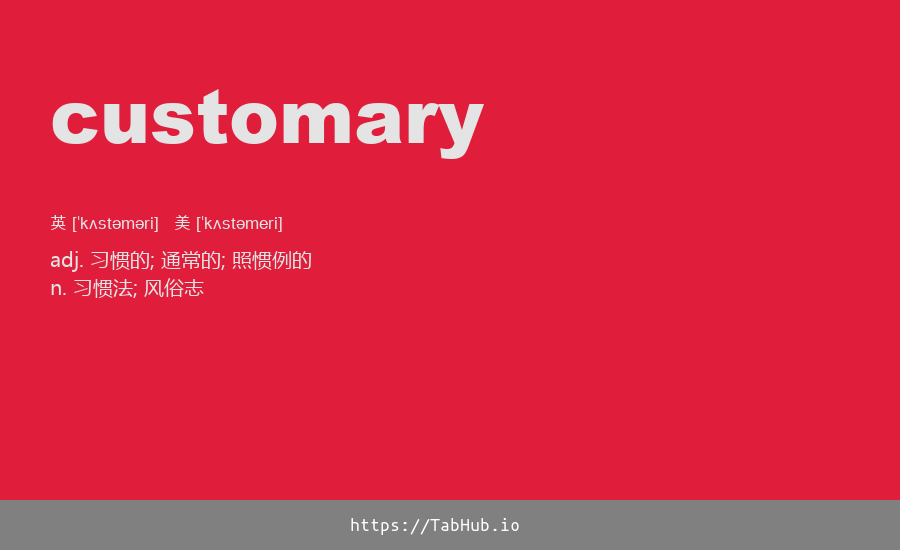 customary
英 [ˈkʌstəməri] 美 [ˈkʌstəmeri]
adj. 习惯的; 通常的; 照惯例的
n. 习惯法; 风俗志
https://TabHub.io